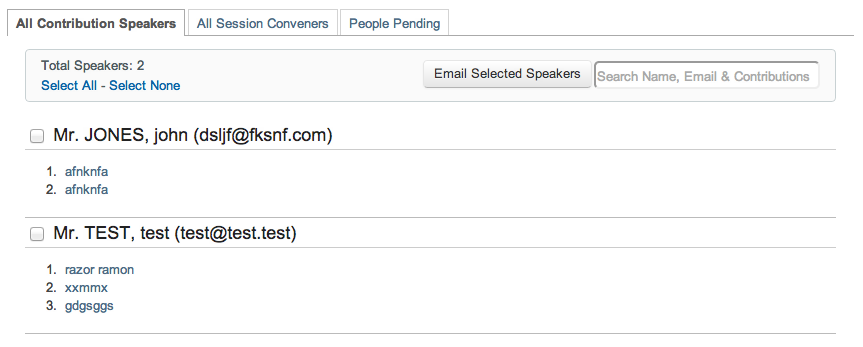 All Contribution Speakers All Session Conveners People Pending
Total Speakers: 2
Select All - Select None
Email Selected Speakers
Search Name, Email & Contributions
Mr. JONES, john (dsljf@fksnf.com)
1. afnknfa
2. afnknfa
Mr. TEST, test (test@test.test)
1. razor ramon
2. xxmmx
3. gdgsggs